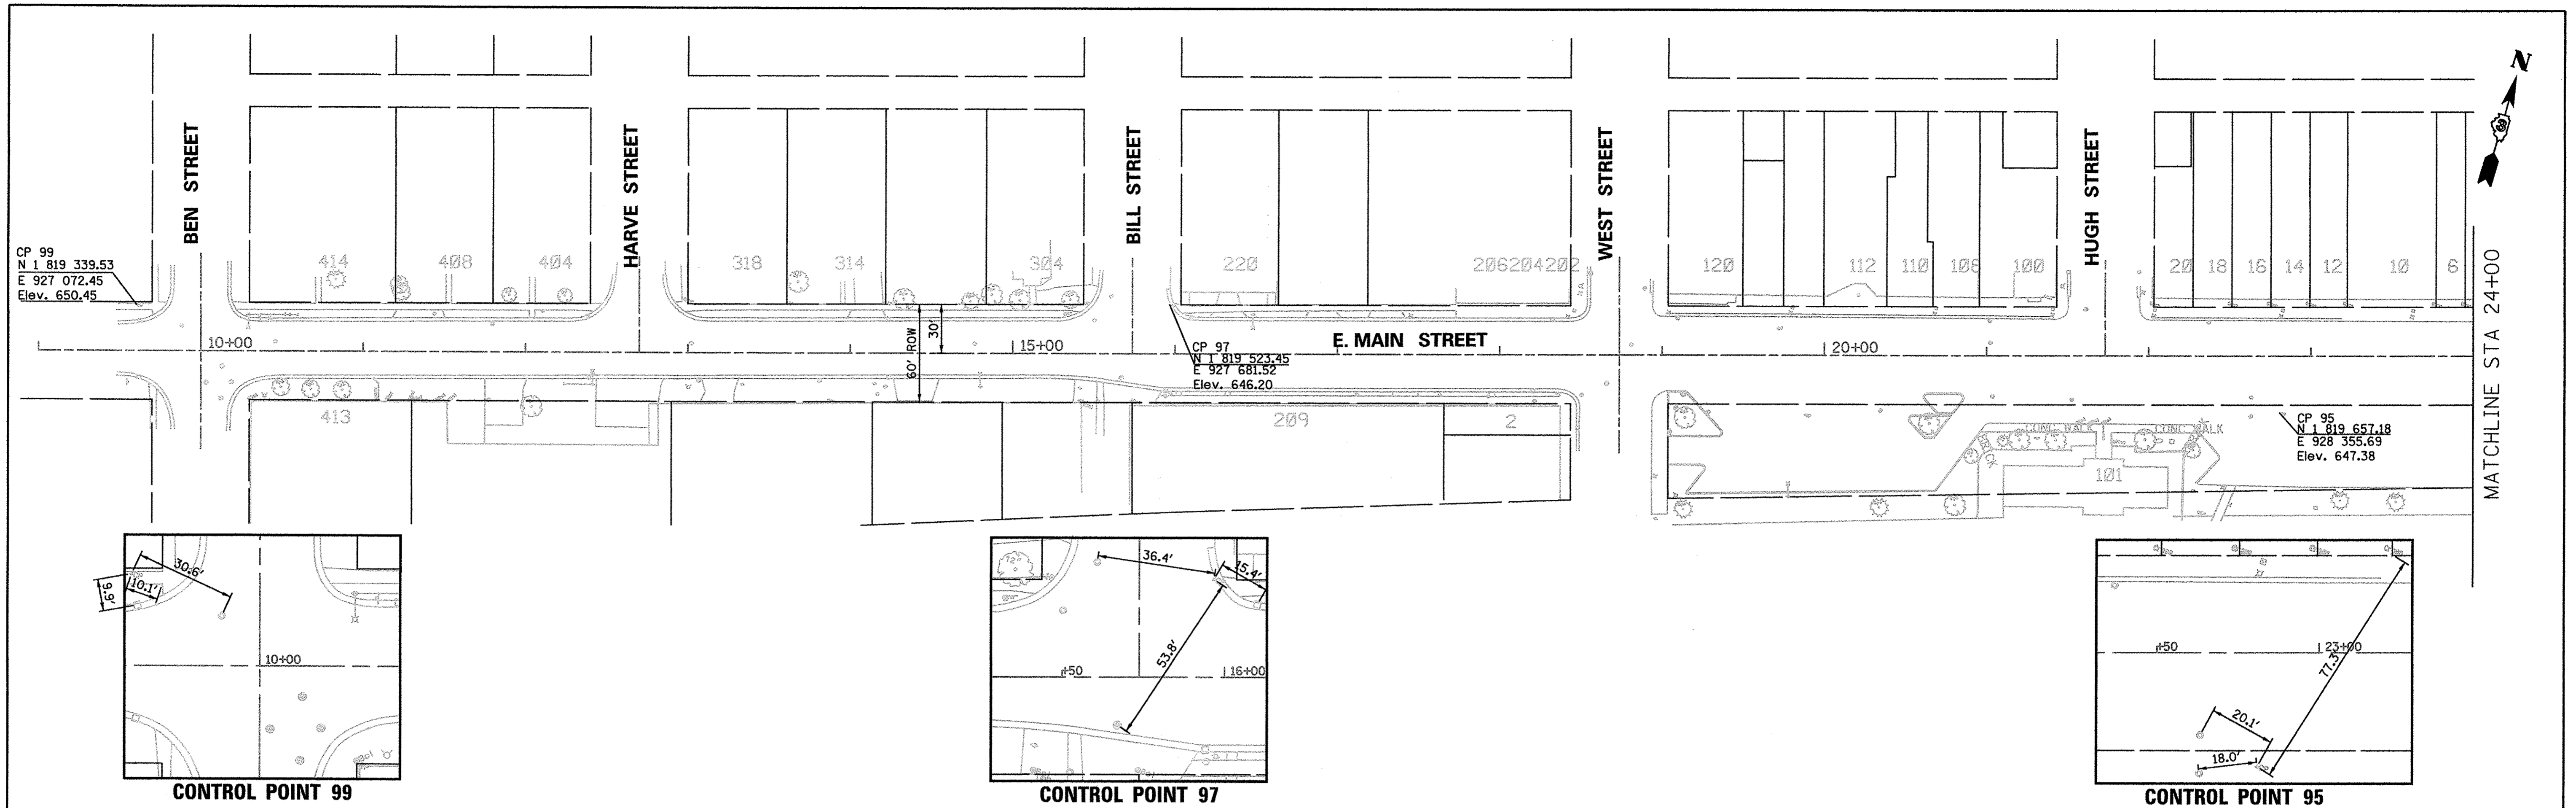 N
BEN STREET
HARVE STREET
BILL STREET
WEST STREET
HUGH STREET
CP 99
N 1 819 339.53
E 927 072.45
Elev. 650.45
414
408
404
318
314
304
220
206204202
120
112
110
108
100
20
18
16
14
12
10
6
MATCHLINE STA 24+00
10+00
60' ROW
30'
15+00
CP 97
N 1 819 523.45
E 927 681.52
Elev. 646.20
E. MAIN STREET
20+00
413
209
2
CONC WALK
CONC WALK
101
CP 95
N 1 819 657.18
E 928 355.69
Elev. 647.38
30.6'
10.1'
9.9'
10+00
CONTROL POINT 99
36.4'
15.4'
53.8'
+50
16+00
CONTROL POINT 97
+50
23+00
77.3'
20.1'
18.0'
CONTROL POINT 95